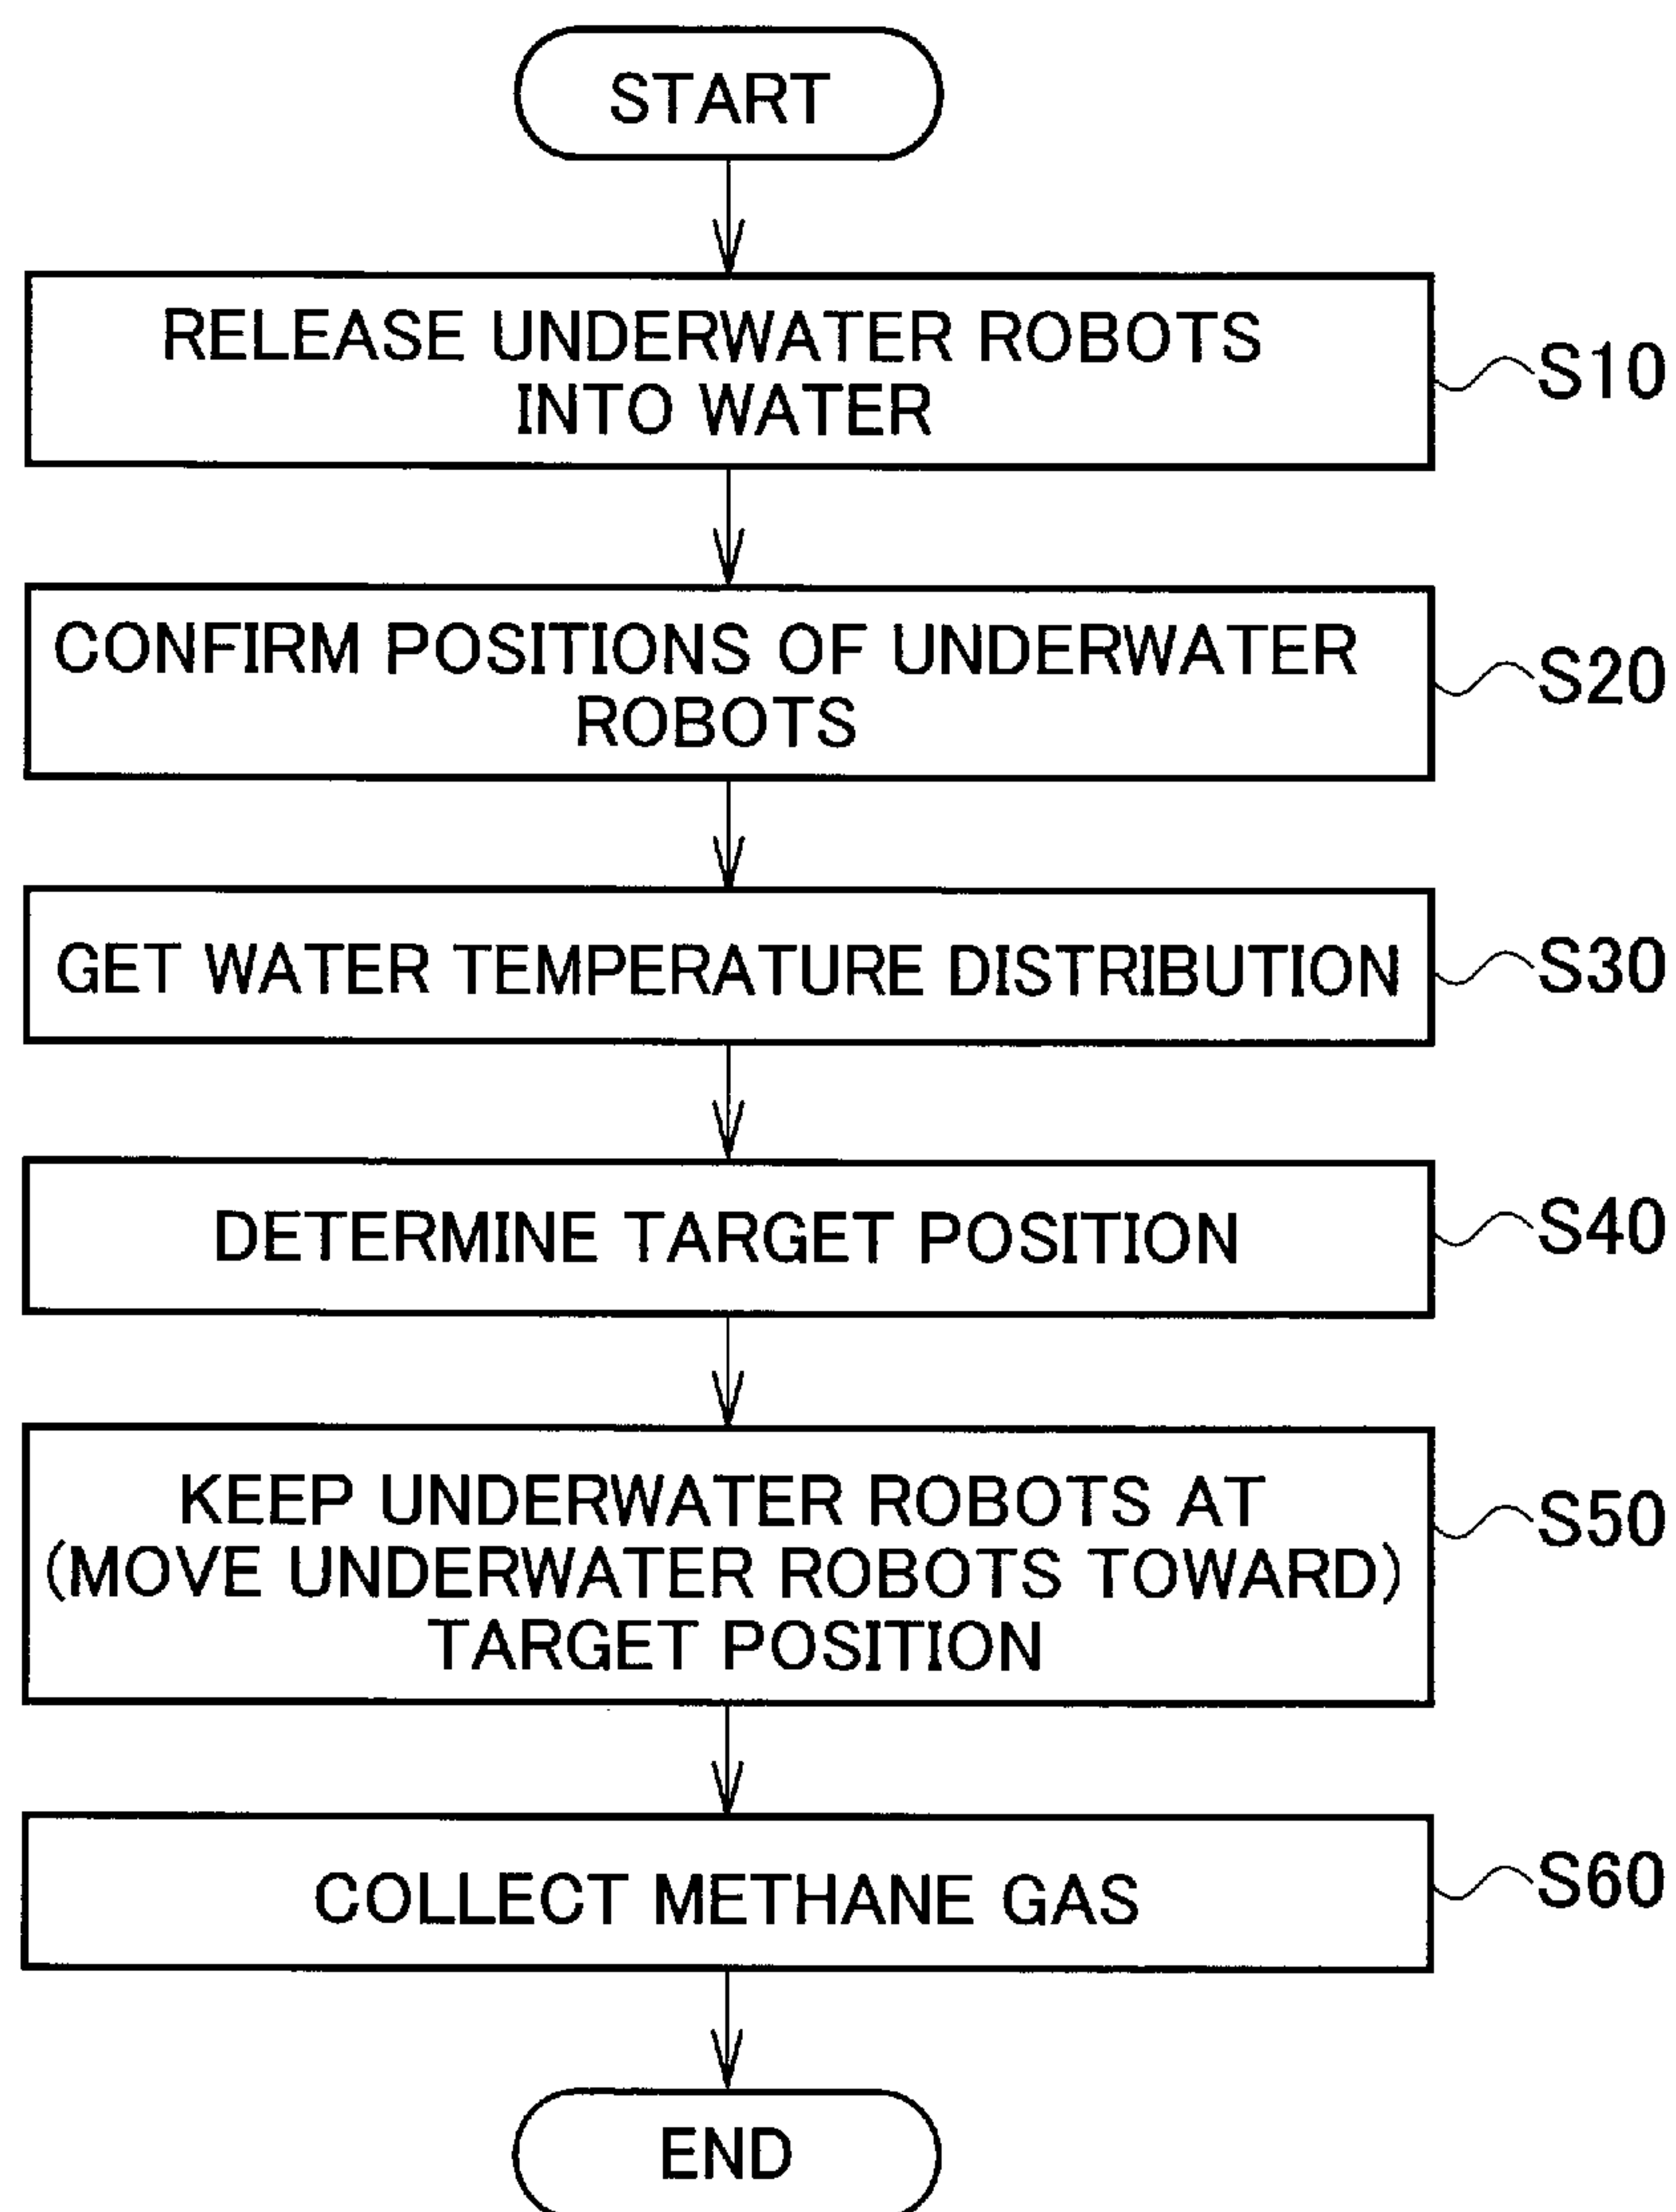 START
RELEASE UNDERWATER ROBOTS
INTO WATER
S10
CONFIRM POSITIONS OF UNDERWATER
ROBOTS
S20
GET WATER TEMPERATURE DISTRIBUTION
S30
DETERMINE TARGET POSITION
S40
KEEP UNDERWATER ROBOTS AT
(MOVE UNDERWATER ROBOTS TOWARD)
TARGET POSITION
S50
COLLECT METHANE GAS
S60
END